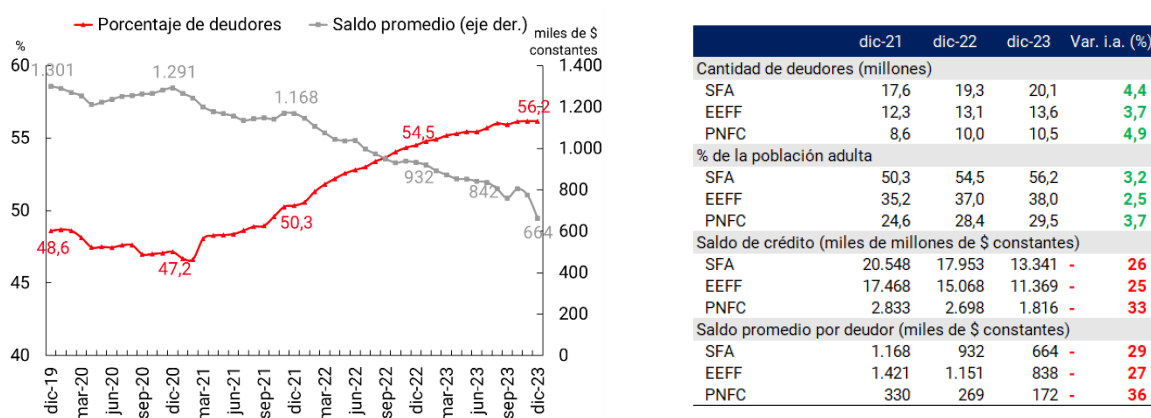 Porcentaje de deudores
Saldo promedio (eje der.)
%
miles de $
constantes
60
55
50
45
40
1.400
1.200
1.000
800
600
400
200
0
1.301
1.291
1.168
932
842
664
48,6
47,2
50,3
54,5
56,2
dic-19
mar-20
jun-20
sep-20
dic-20
mar-21
jun-21
sep-21
dic-21
mar-22
jun-22
sep-22
dic-22
mar-23
jun-23
sep-23
dic-23
dic-21 dic-22 dic-23 Var. i.a. (%)
Cantidad de deudores (millones)
SFA 17,6 19,3 20,1 4,4
EEFF 12,3 13,1 13,6 3,7
PNFC 8,6 10,0 10,5 4,9
% de la población adulta
SFA 50,3 54,5 56,2 3,2
EEFF 35,2 37,0 38,0 2,5
PNFC 24,6 28,4 29,5 3,7
Saldo de crédito (miles de millones de $ constantes)
SFA 20.548 17.953 13.341 - 26
EEFF 17.468 15.068 11.369 - 25
PNFC 2.833 2.698 1.816 - 33
Saldo promedio por deudor (miles de $ constantes)
SFA 1.168 932 664 - 29
EEFF 1.421 1.151 838 - 27
PNFC 330 269 172 - 36